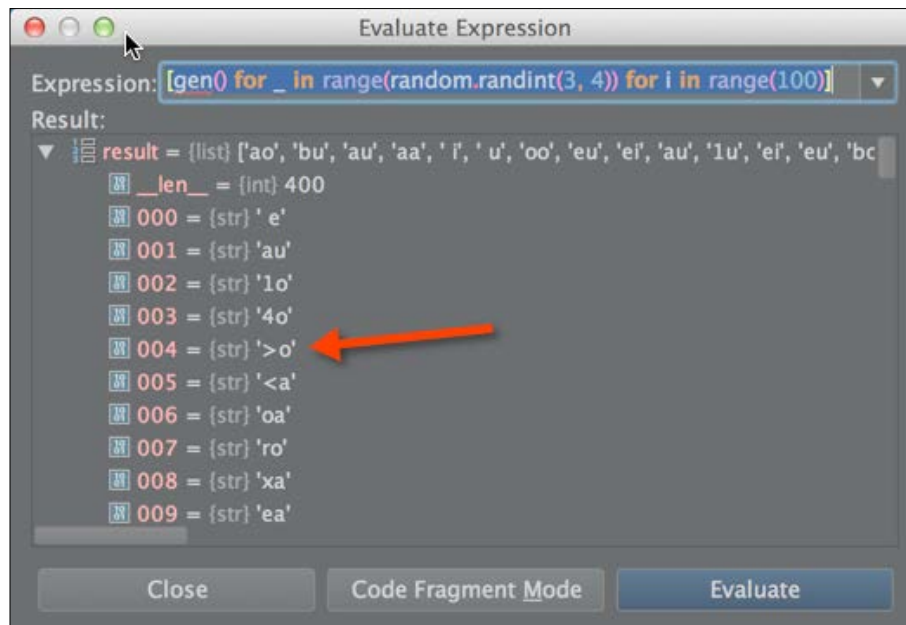 Evaluate Expression
Expression: [gen() for _ in range(random.randint(3, 4)) for i in range(100)]
Result:
result = {list} ['ao', 'bu', 'au', 'aa', ' i', ' u', 'oo', 'eu', 'ei', 'au', '1u', 'ei', 'eu', 'bc
__len__ = {int} 400
000 = {str} ' e'
001 = {str} 'au'
002 = {str} '1o'
003 = {str} '4o'
004 = {str} '>o'
005 = {str} '<a'
006 = {str} 'oa'
007 = {str} 'ro'
008 = {str} 'xa'
009 = {str} 'ea'
Close Code Fragment Mode Evaluate